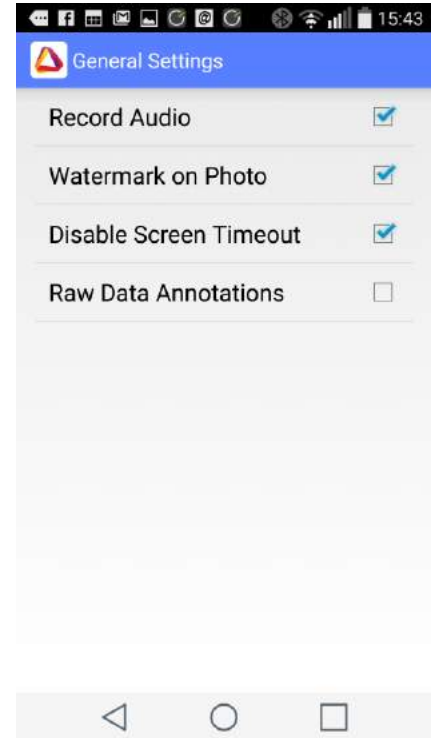 15:43
General Settings
Record Audio
Watermark on Photo
Disable Screen Timeout
Raw Data Annotations